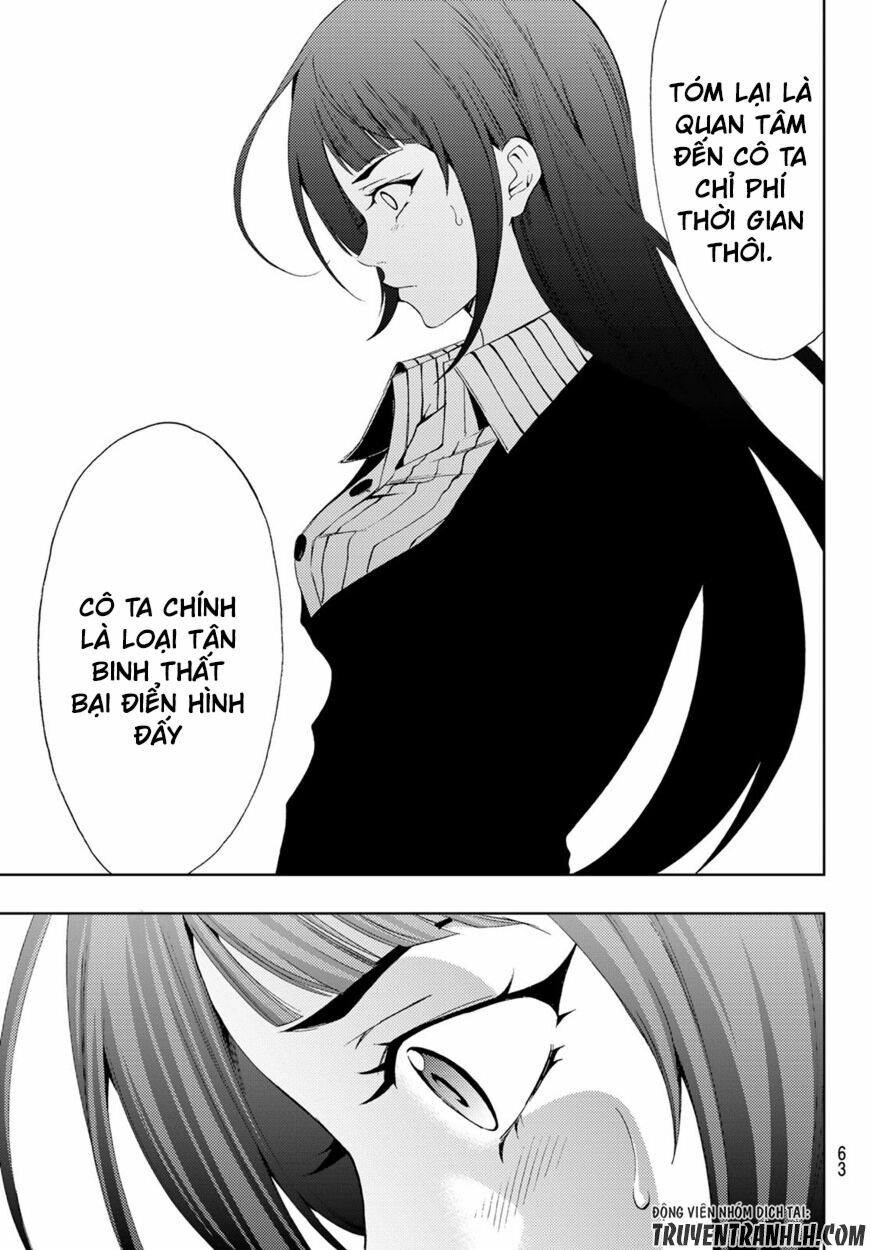 TÓM LẠI LÀ
QUAN TÂM
ĐẾN CÔ TA
CHỈ PHÍ
THỜI GIAN
THÔI.
CÔ TA CHÍNH
LÀ LOẠI TÂN
BINH THẤT
BẠI ĐIỂN HÌNH
ĐẤY
63
ĐỘNG VIÊN NHÓM DỊCH TẠI:
TRUYENTRANHLH.COM